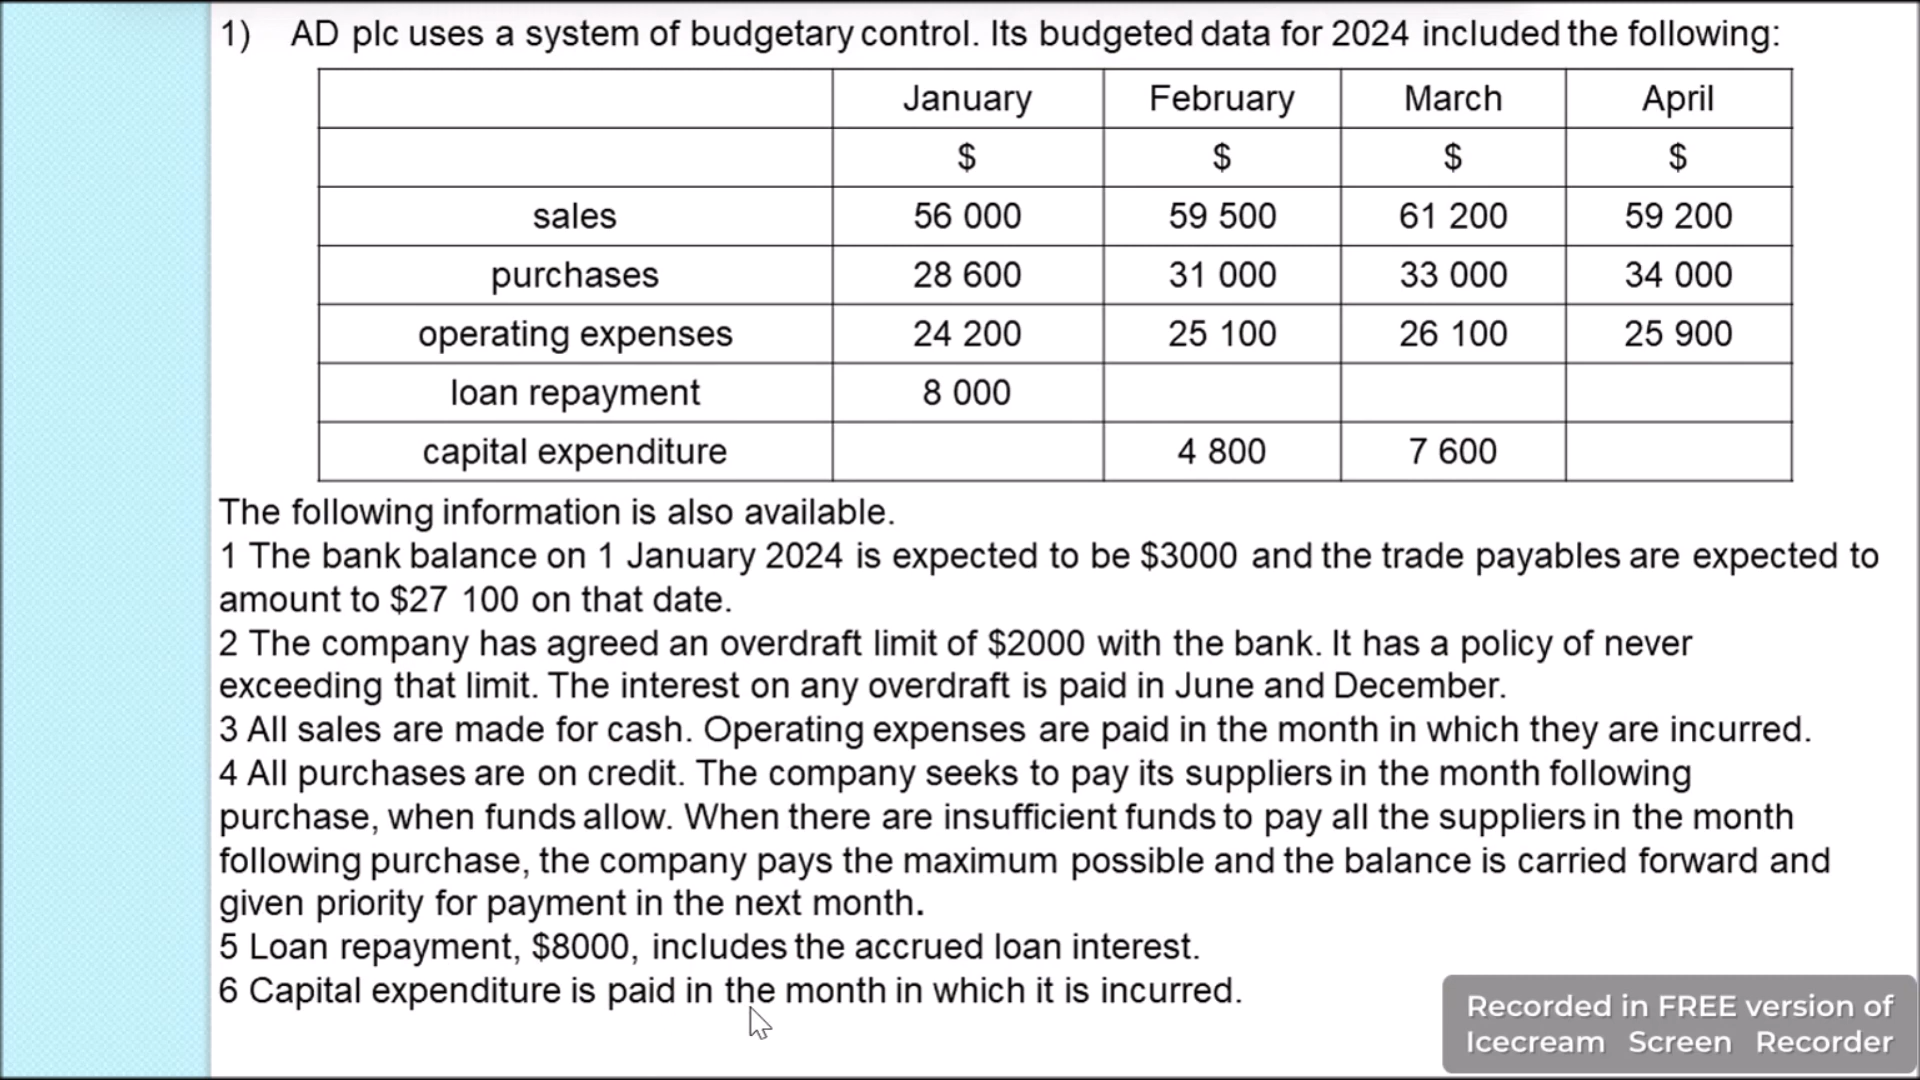 1) AD plc uses a system of budgetary control. Its budgeted data for 2024 included the following:
January February March April
$ $ $ $
sales 56 000 59 500 61 200 59 200
purchases 28 600 31 000 33 000 34 000
operating expenses 24 200 25 100 26 100 25 900
loan repayment 8 000
capital expenditure 4 800 7 600
The following information is also available.
1 The bank balance on 1 January 2024 is expected to be $3000 and the trade payables are expected to
amount to $27 100 on that date.
2 The company has agreed an overdraft limit of $2000 with the bank. It has a policy of never
exceeding that limit. The interest on any overdraft is paid in June and December.
3 All sales are made for cash. Operating expenses are paid in the month in which they are incurred.
4 All purchases are on credit. The company seeks to pay its suppliers in the month following
purchase, when funds allow. When there are insufficient funds to pay all the suppliers in the month
following purchase, the company pays the maximum possible and the balance is carried forward and
given priority for payment in the next month.
5 Loan repayment, $8000, includes the accrued loan interest.
6 Capital expenditure is paid in the month in which it is incurred.
Recorded in FREE version of
Icecream Screen Recorder